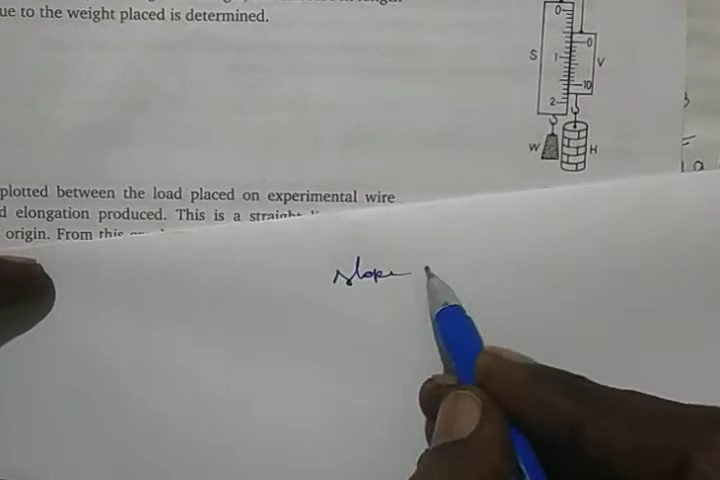 ue to the weight placed is determined.
0
0
S
1
V
10
2
W
H
plotted between the load placed on experimental wire
d elongation produced. This is a straight
origin. From this
slope